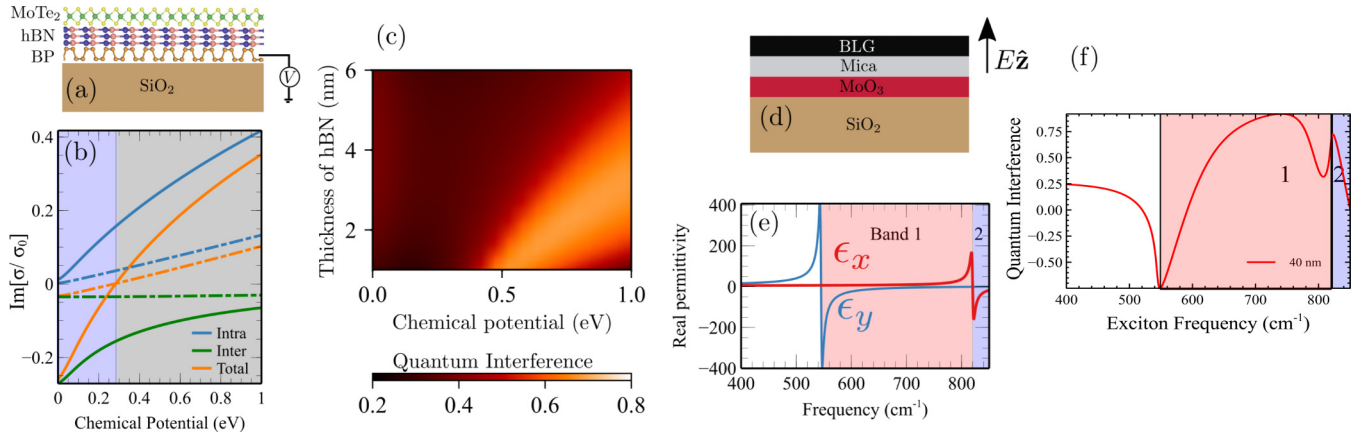 MoTe₂
hBN
BP
V
(a)
SiO₂
(b)
0.4
0.2
0
−0.2
Im[σ/ σ₀]
Intra
Inter
Total
0
0.2
0.4
0.6
0.8
1
Chemical Potential (eV)
(c)
Thickness of hBN (nm)
6
4
2
0.0
0.5
1.0
Chemical potential (eV)
Quantum Interference
0.2
0.4
0.6
0.8
BLG
Mica
MoO₃
(d)
SiO₂
Eẑ
(e)
Real permittivity
400
200
0
−200
−400
Band 1
2
ϵx
ϵy
400
500
600
700
800
Frequency (cm⁻¹)
(f)
Quantum Interference
0.75
0.50
0.25
0.00
−0.25
−0.50
1
2
40 nm
400
500
600
700
800
Exciton Frequency (cm⁻¹)